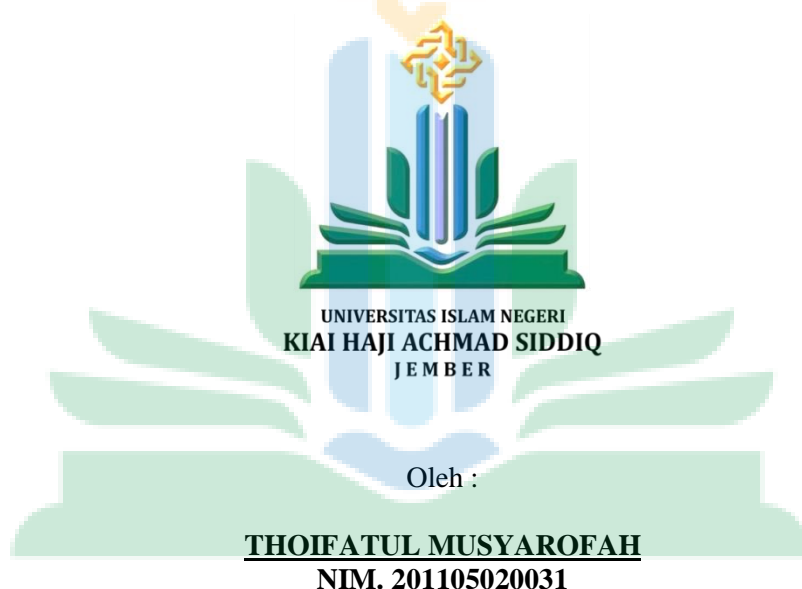 UNIVERSITAS ISLAM NEGERI
KIAI HAJI ACHMAD SIDDIQ
JEMBER
Oleh :
THOIFATUL MUSYAROFAH
NIM. 201105020031